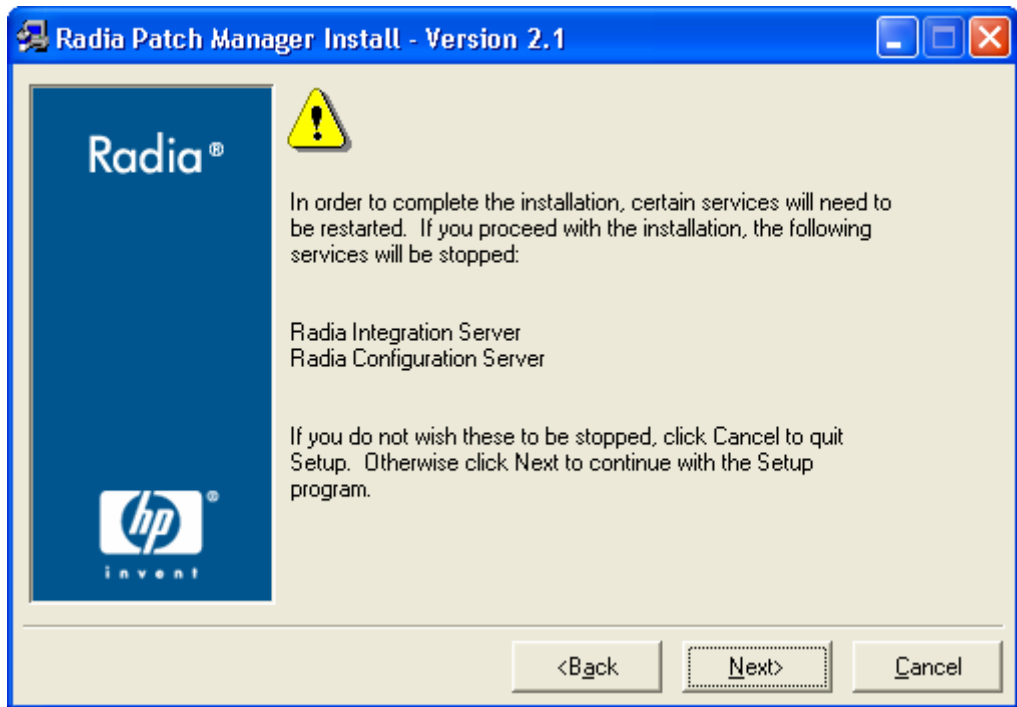 Radia Patch Manager Install - Version 2.1
Radia®
In order to complete the installation, certain services will need to
be restarted.  If you proceed with the installation, the following
services will be stopped:
Radia Integration Server
Radia Configuration Server
If you do not wish these to be stopped, click Cancel to quit
Setup.  Otherwise click Next to continue with the Setup
program.
hp®
invent
<Back
Next>
Cancel